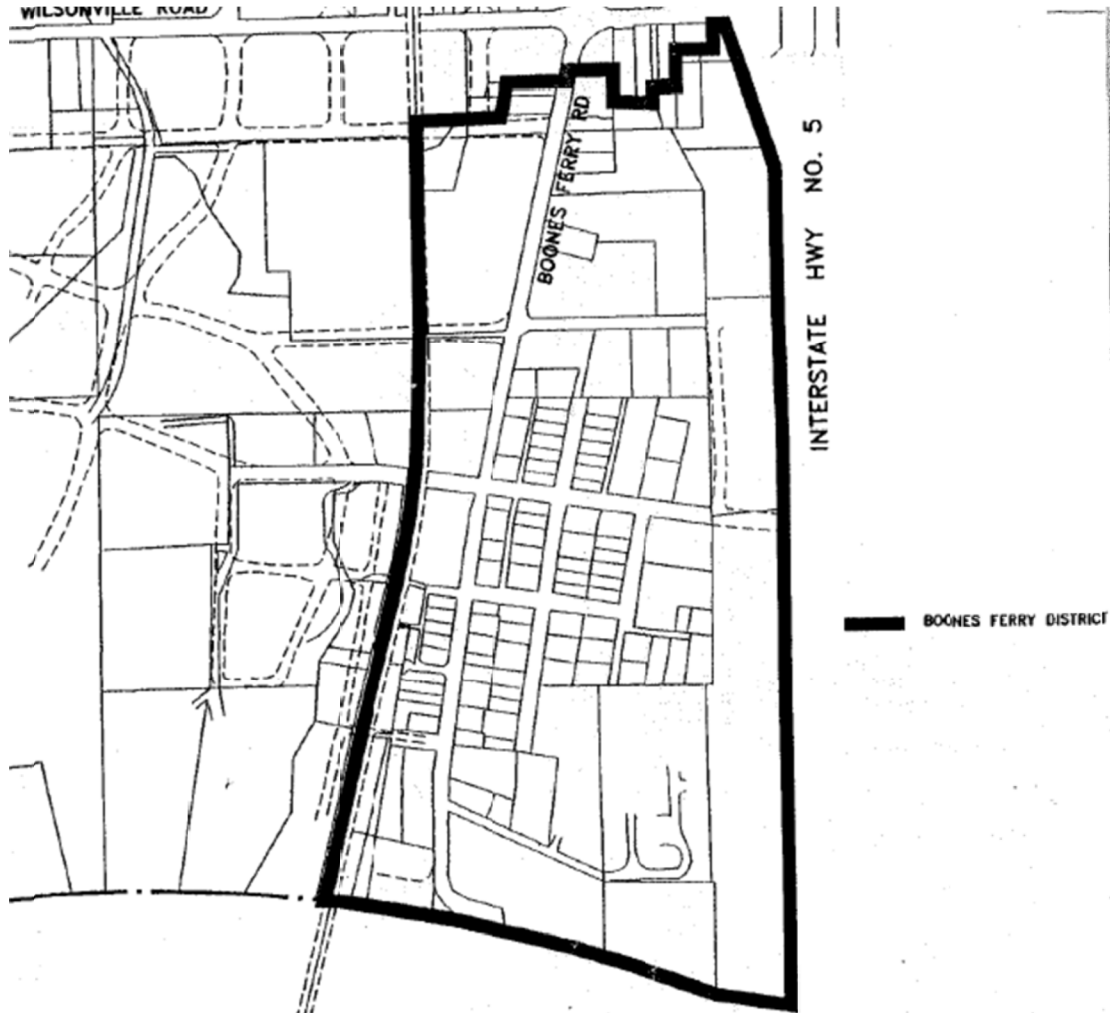 WILSONVILLE ROAD
BOONES FERRY RD
INTERSTATE HWY NO. 5
BOONES FERRY DISTRICT